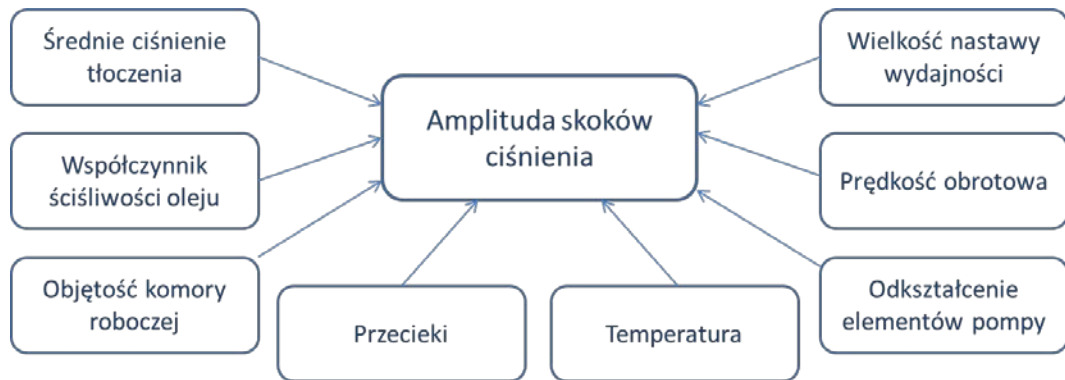 Średnie ciśnienie
tłoczenia
Współczynnik
ściśliwości oleju
Objętość komory
roboczej
Amplituda skoków
ciśnienia
Przecieki
Temperatura
Wielkość nastawy
wydajności
Prędkość obrotowa
Odkształcenie
elementów pompy